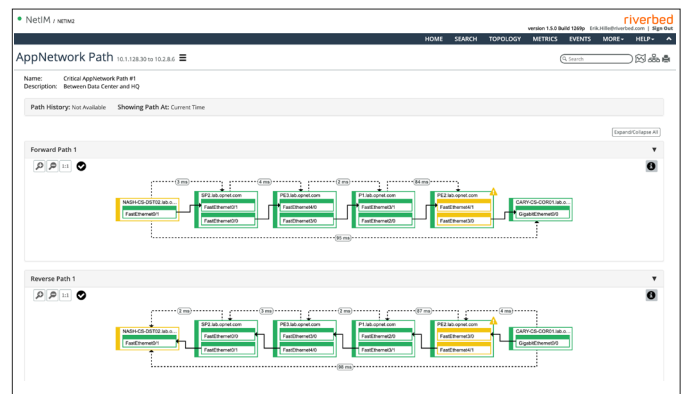 NetIM / NETIM2
riverbed
version 1.5.0 Build 1269p Erik.Hille@riverbed.com | Sign Out
HOME SEARCH TOPOLOGY METRICS EVENTS MORE HELP
AppNetwork Path 10.1.128.30 to 10.2.8.6
Search
Name: Critical AppNetwork Path #1
Description: Between Data Center and HQ
Path History: Not Available Showing Path At: Current Time
Expand/Collapse All
Forward Path 1
1:1
3 ms 4 ms 2 ms 84 ms
NASH-CS-DST02.lab.o... SP2.lab.opnet.com PE3.lab.opnet.com P1.lab.opnet.com PE2.lab.opnet.com CARY-CS-COR01.lab.o...
FastEthernet0/1 FastEthernet0/1 FastEthernet4/0 FastEthernet3/1 FastEthernet4/1 GigabitEthernet0/0
FastEthernet0/0 FastEthernet3/0 FastEthernet2/0 FastEthernet3/0
93 ms
Reverse Path 1
1:1
2 ms 3 ms 2 ms 87 ms 4 ms
NASH-CS-DST02.lab.o... SP2.lab.opnet.com PE3.lab.opnet.com P1.lab.opnet.com PE2.lab.opnet.com CARY-CS-COR01.lab.o...
FastEthernet0/1 FastEthernet0/0 FastEthernet3/0 FastEthernet2/0 FastEthernet3/0 GigabitEthernet0/0
FastEthernet0/1 FastEthernet4/0 FastEthernet3/1 FastEthernet4/1
98 ms